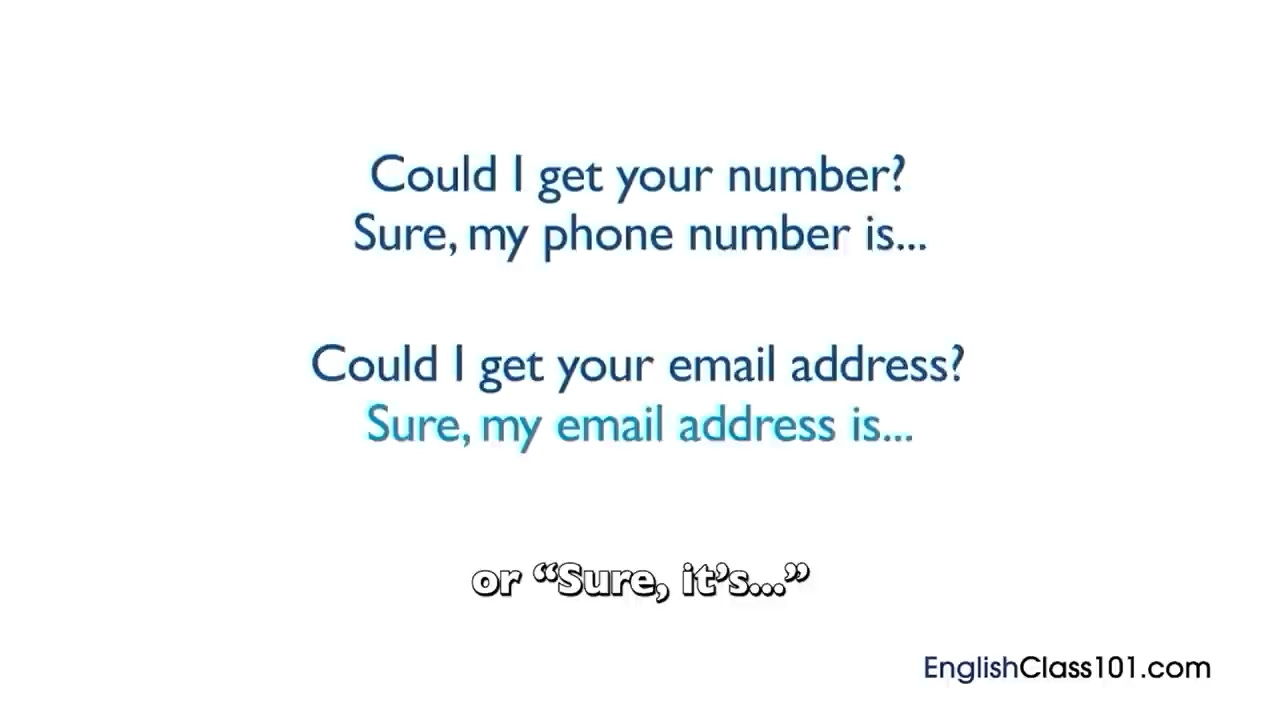 Could I get your number?
Sure, my phone number is...
Could I get your email address?
Sure, my email address is...
or “Sure, it’s...”
EnglishClass101.com